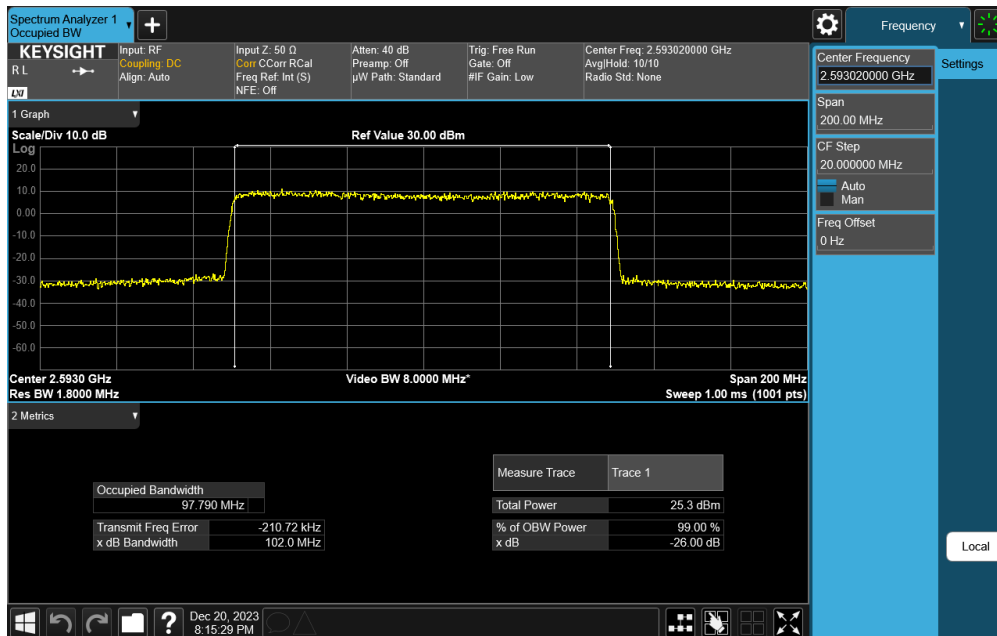 Spectrum Analyzer 1
Occupied BW
Frequency
KEYSIGHT
R L
LXI
Input: RF
Coupling: DC
Align: Auto
Input Z: 50 Ω
Corr CCorr RCal
Freq Ref: Int (S)
NFE: Off
Atten: 40 dB
Preamp: Off
µW Path: Standard
Trig: Free Run
Gate: Off
#IF Gain: Low
Center Freq: 2.593020000 GHz
Avg|Hold: 10/10
Radio Std: None
Center Frequency
2.593020000 GHz
Settings
Span
200.00 MHz
CF Step
20.000000 MHz
Auto
Man
Freq Offset
0 Hz
1 Graph
Scale/Div 10.0 dB
Ref Value 30.00 dBm
Log
20.0
10.0
0.00
-10.0
-20.0
-30.0
-40.0
-50.0
-60.0
Center 2.5930 GHz
Video BW 8.0000 MHz*
Span 200 MHz
Res BW 1.8000 MHz
Sweep 1.00 ms (1001 pts)
2 Metrics
Measure Trace
Trace 1
Occupied Bandwidth
97.790 MHz
Total Power
25.3 dBm
Transmit Freq Error
-210.72 kHz
% of OBW Power
99.00 %
x dB Bandwidth
102.0 MHz
x dB
-26.00 dB
Local
?
Dec 20, 2023
8:15:29 PM